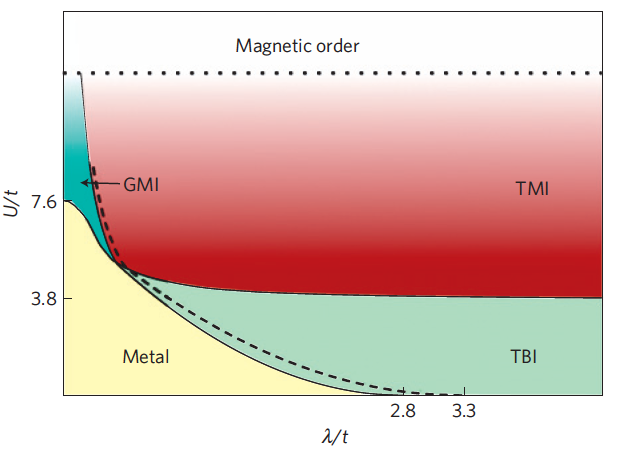 Magnetic order
GMI
TMI
U/t
7.6
3.8
Metal
TBI
2.8
3.3
λ/t